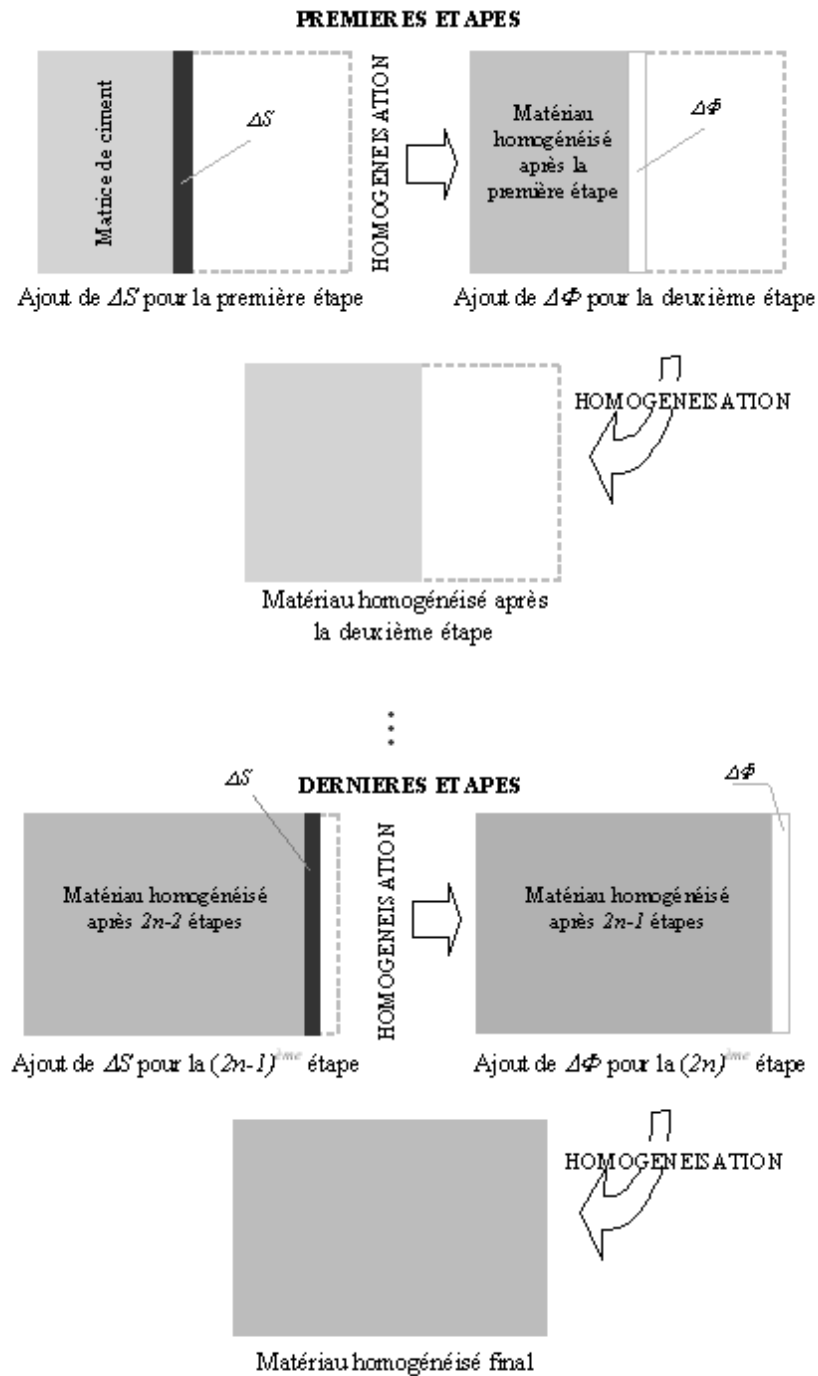 PREMIERES ETAPES
Matrice de ciment
ΔS
HOMOGENEISATION
Matériau
homogénéisé
après la
première étape
ΔΦ
Ajout de ΔS pour la première étape
Ajout de ΔΦ pour la deuxième étape
HOMOGENEISATION
Matériau homogénéisé après
la deuxième étape
⋮
ΔS
DERNIERES ETAPES
ΔΦ
Matériau homogénéisé
après 2n-2 étapes
HOMOGENEISATION
Matériau homogénéisé
après 2n-1 étapes
Ajout de ΔS pour la (2n-1)ème étape
Ajout de ΔΦ pour la (2n)ème étape
HOMOGENEISATION
Matériau homogénéisé final